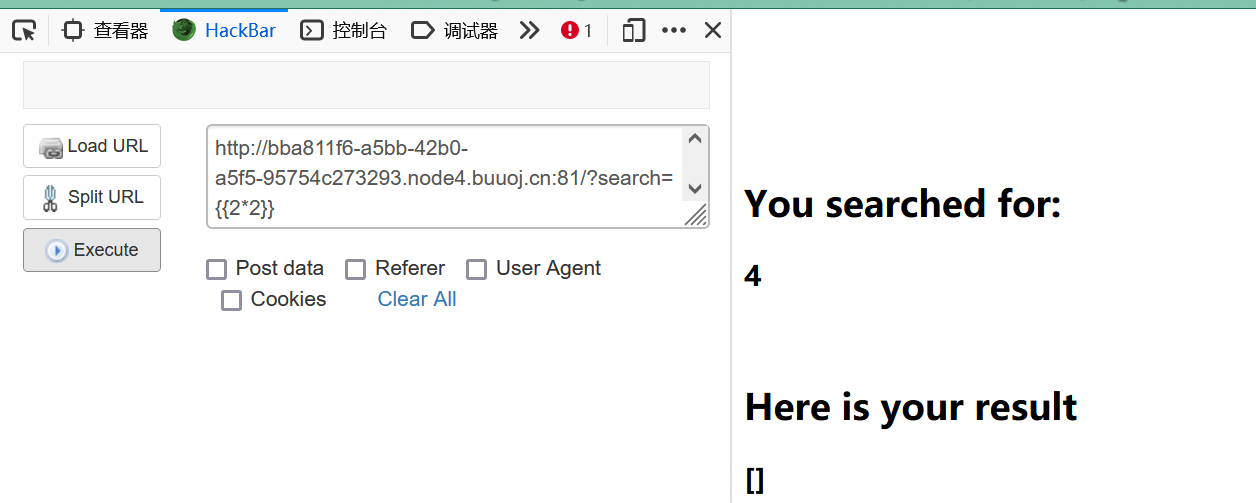 查看器
HackBar
控制台
调试器
1
Load URL
Split URL
Execute
http://bba811f6-a5bb-42b0-
a5f5-95754c273293.node4.buuoj.cn:81/?search=
{{2*2}}
Post data
Referer
User Agent
Cookies
Clear All
You searched for:
4
Here is your result
[]